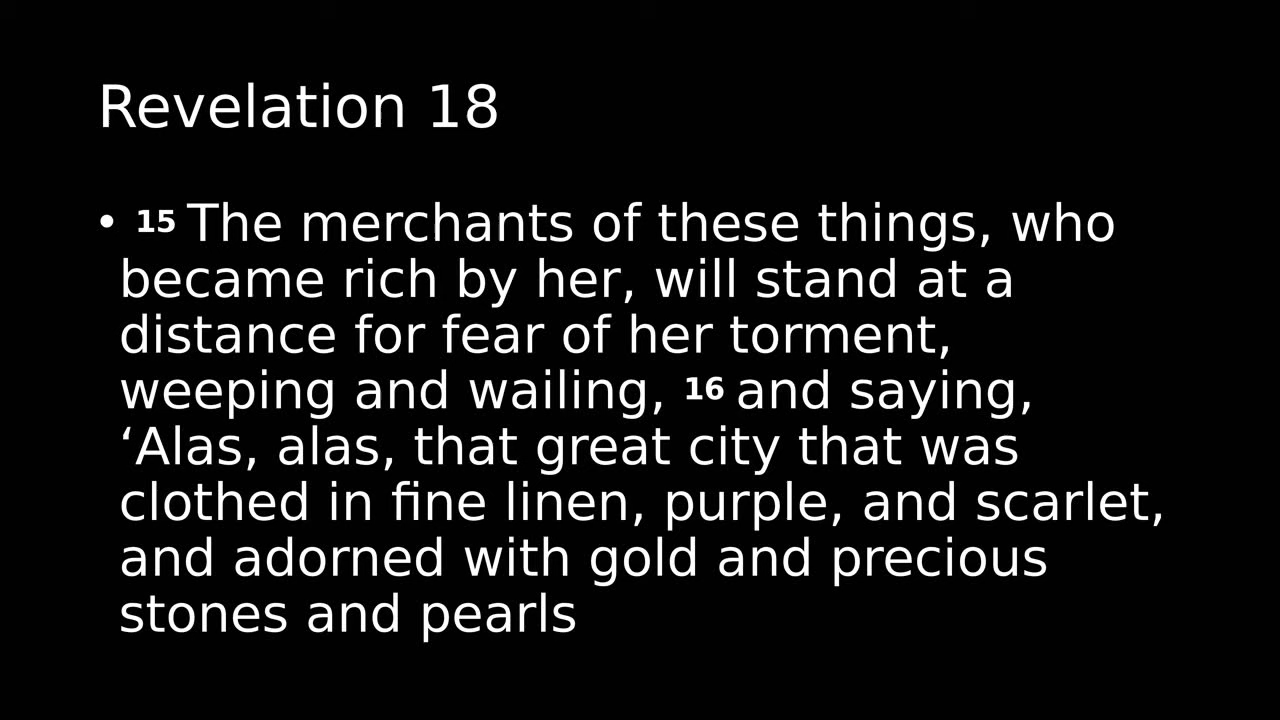 Revelation 18
• 15 The merchants of these things, who
became rich by her, will stand at a
distance for fear of her torment,
weeping and wailing, 16 and saying,
‘Alas, alas, that great city that was
clothed in fine linen, purple, and scarlet,
and adorned with gold and precious
stones and pearls